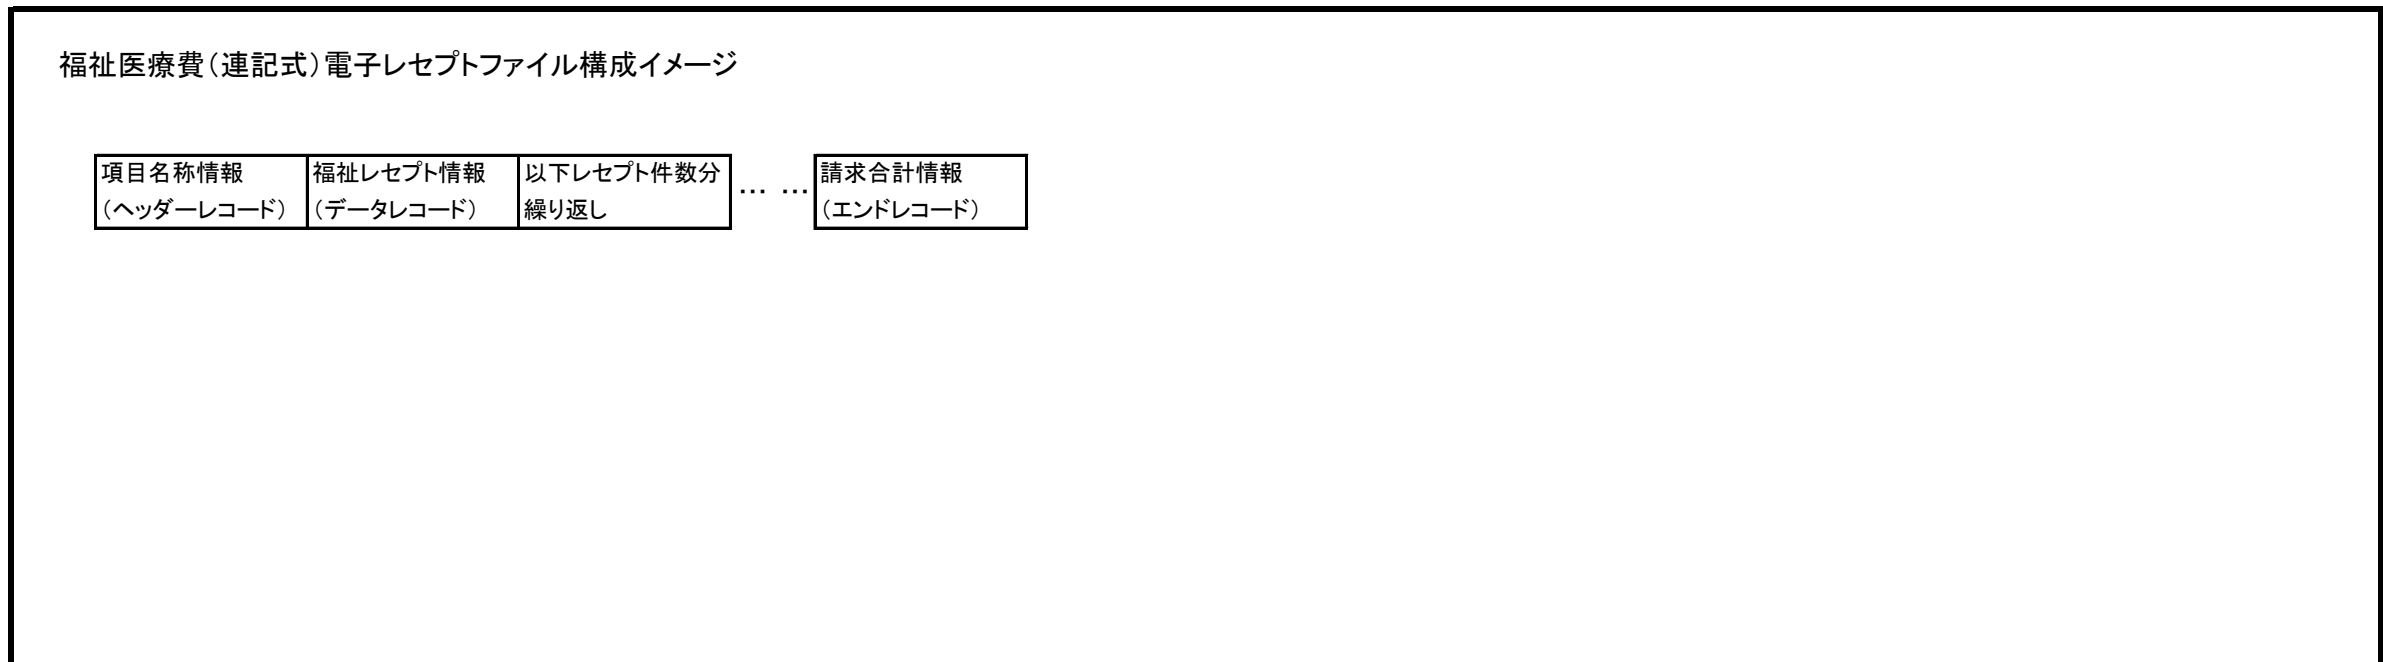 福祉医療費（連記式）電子レセプトファイル構成イメージ
項目名称情報
（ヘッダーレコード）
福祉レセプト情報
（データレコード）
以下レセプト件数分
繰り返し
… …
請求合計情報
（エンドレコード）